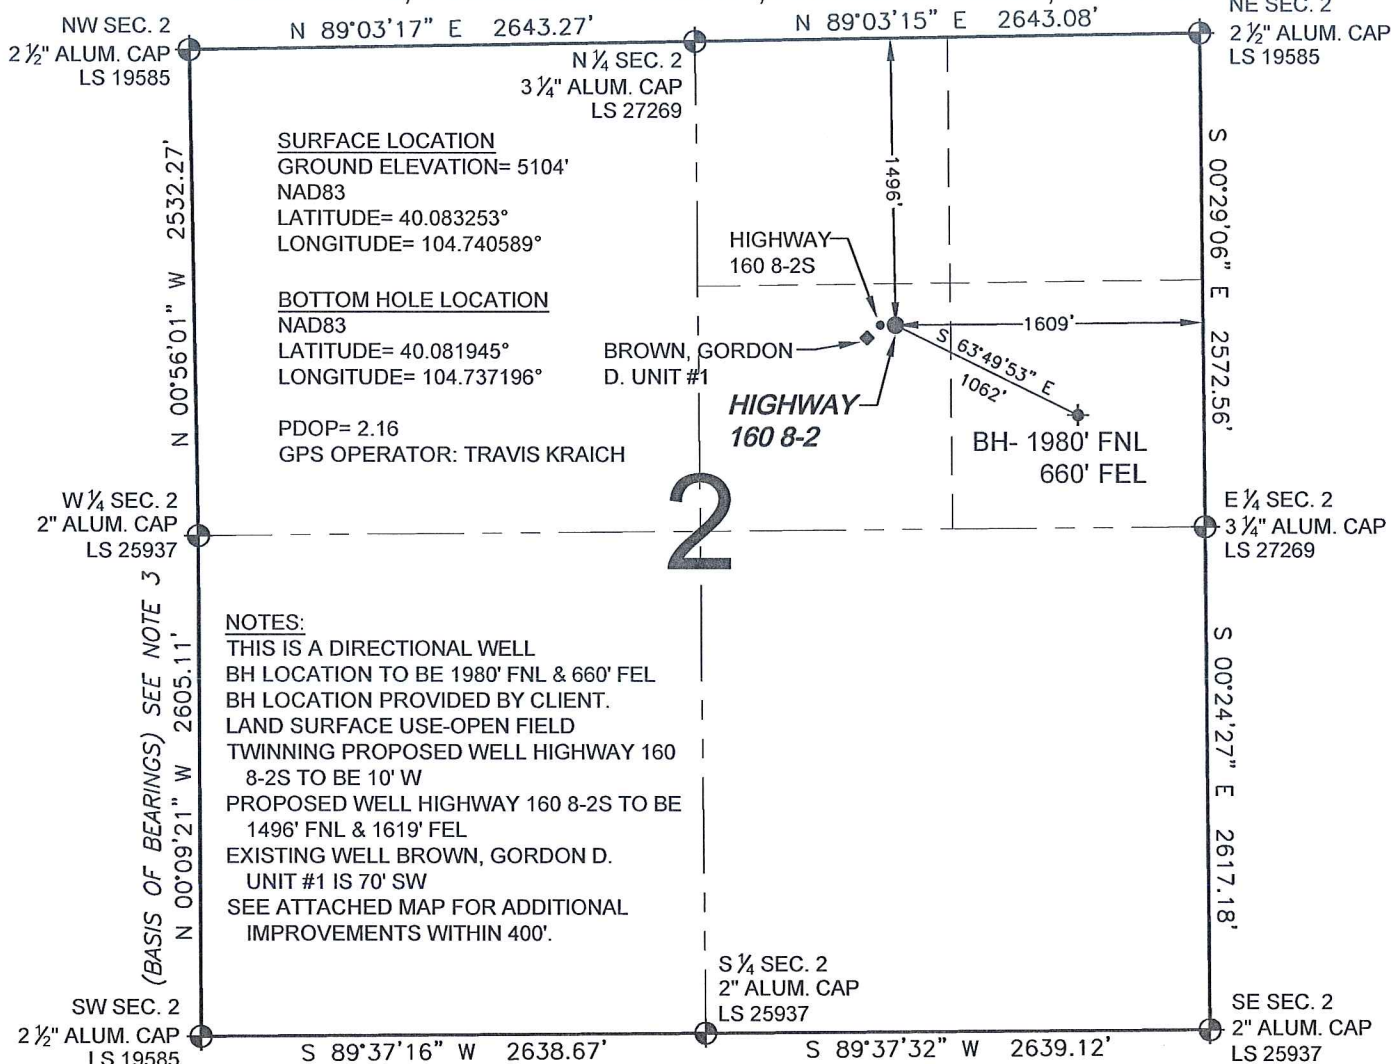 NE SEC. 2
2 ½" ALUM. CAP
LS 19585
NW SEC. 2
2 ½" ALUM. CAP
LS 19585
N 89°03'17" E 2643.27'
N 89°03'15" E 2643.08'
N ¼ SEC. 2
3 ¼" ALUM. CAP
LS 27269
SURFACE LOCATION
GROUND ELEVATION= 5104'
NAD83
LATITUDE= 40.083253°
LONGITUDE= 104.740589°
BOTTOM HOLE LOCATION
NAD83
LATITUDE= 40.081945°
LONGITUDE= 104.737196°
PDOP= 2.16
GPS OPERATOR: TRAVIS KRAICH
N 00°56'01" W 2532.27'
1496'
HIGHWAY
160 8-2S
BROWN, GORDON
D. UNIT #1
HIGHWAY
160 8-2
1609'
S 63°49'53" E
1062'
BH- 1980' FNL
660' FEL
S 00°29'06" E 2572.56'
W ¼ SEC. 2
2" ALUM. CAP
LS 25937
2
E ¼ SEC. 2
3 ¼" ALUM. CAP
LS 27269
(BASIS OF BEARINGS) SEE NOTE 3
N 00°09'21" W 2605.11'
NOTES:
THIS IS A DIRECTIONAL WELL
BH LOCATION TO BE 1980' FNL & 660' FEL
BH LOCATION PROVIDED BY CLIENT.
LAND SURFACE USE-OPEN FIELD
TWINNING PROPOSED WELL HIGHWAY 160
8-2S TO BE 10' W
PROPOSED WELL HIGHWAY 160 8-2S TO BE
1496' FNL & 1619' FEL
EXISTING WELL BROWN, GORDON D.
UNIT #1 IS 70' SW
SEE ATTACHED MAP FOR ADDITIONAL
IMPROVEMENTS WITHIN 400'.
S 00°24'27" E 2617.18'
SW SEC. 2
2 ½" ALUM. CAP
LS 19585
S ¼ SEC. 2
2" ALUM. CAP
LS 25937
SE SEC. 2
2" ALUM. CAP
LS 25937
S 89°37'16" W 2638.67'
S 89°37'32" W 2639.12'